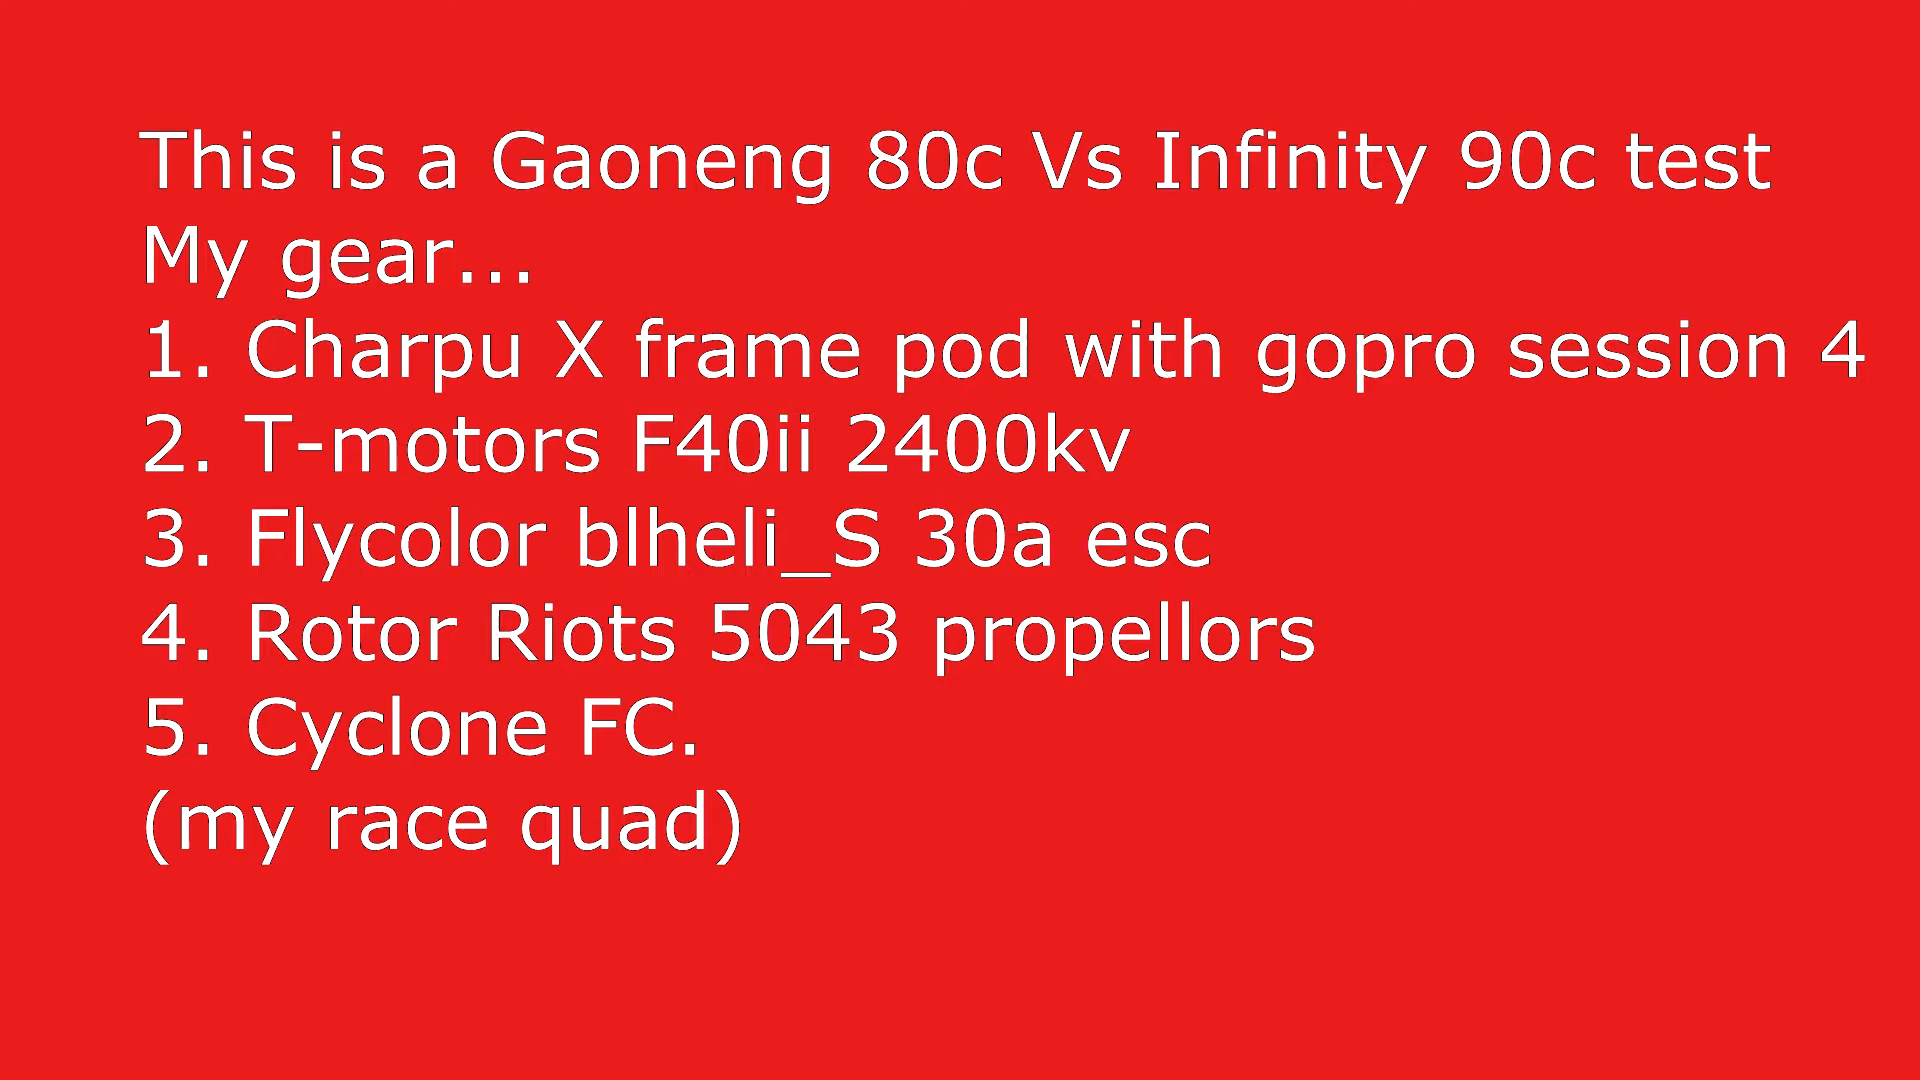 This is a Gaoneng 80c Vs Infinity 90c test
My gear...
1. Charpu X frame pod with gopro session 4
2. T-motors F40ii 2400kv
3. Flycolor blheli_S 30a esc
4. Rotor Riots 5043 propellors
5. Cyclone FC.
(my race quad)